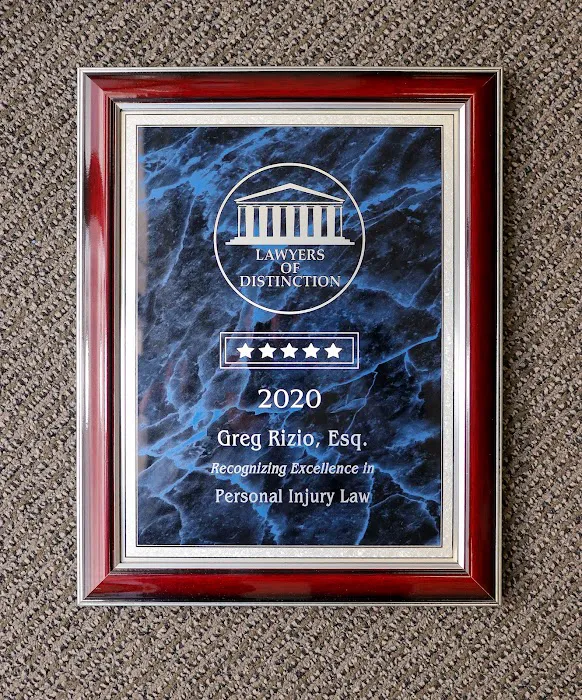 LAWYERS
OF
DISTINCTION
2020
Greg Rizio, Esq.
Recognizing Excellence in
Personal Injury Law